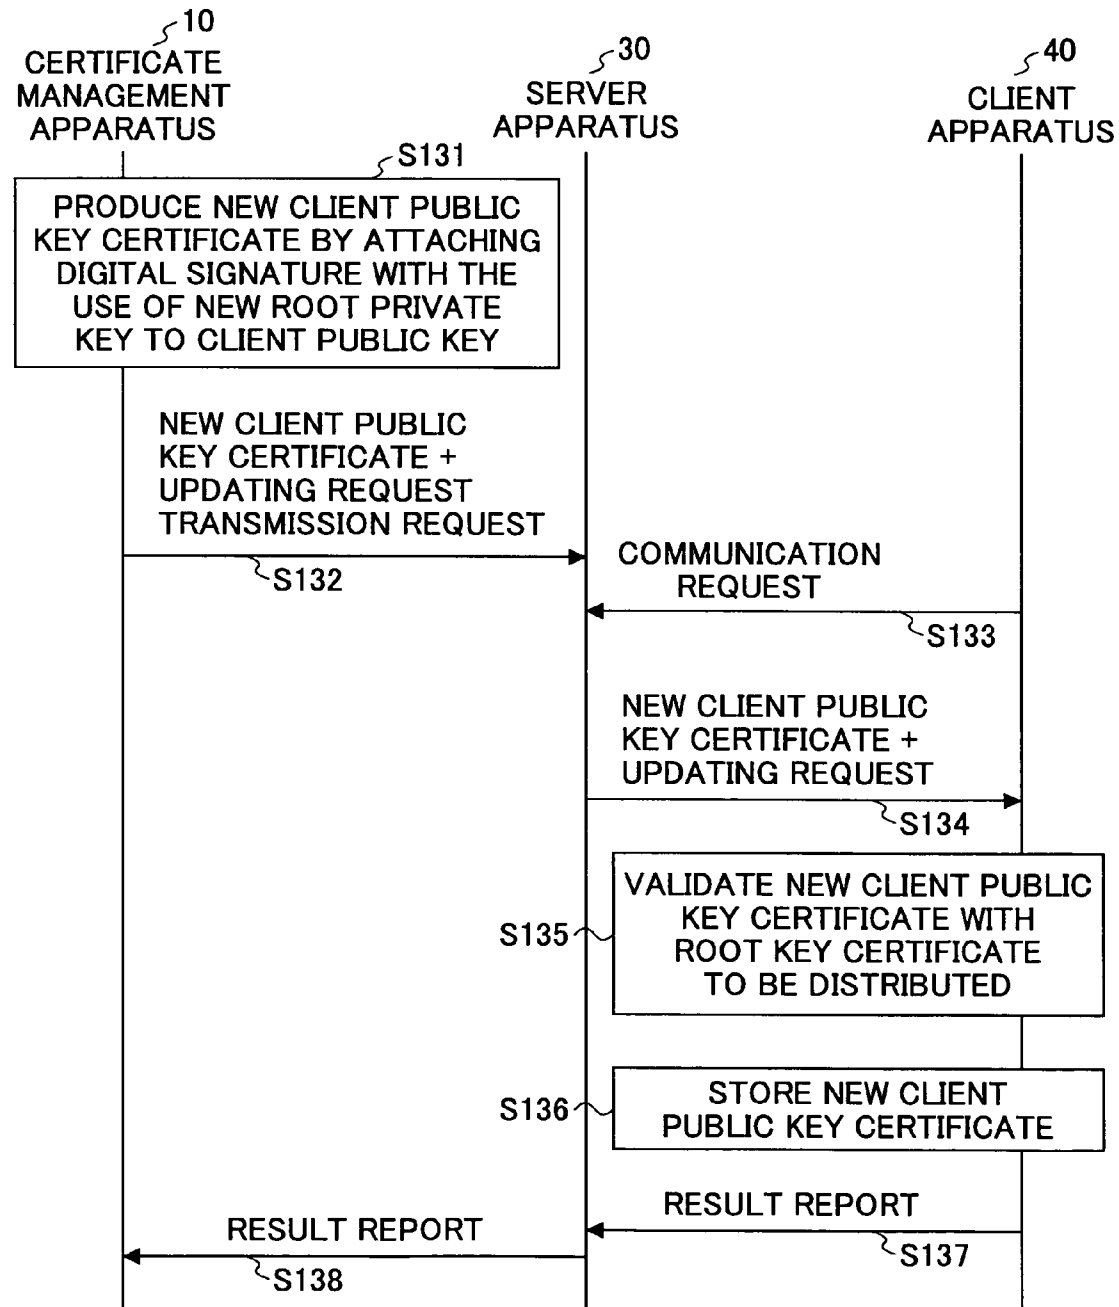 10
CERTIFICATE
MANAGEMENT
APPARATUS
30
SERVER
APPARATUS
40
CLIENT
APPARATUS
S131
PRODUCE NEW CLIENT PUBLIC
KEY CERTIFICATE BY ATTACHING
DIGITAL SIGNATURE WITH THE
USE OF NEW ROOT PRIVATE
KEY TO CLIENT PUBLIC KEY
NEW CLIENT PUBLIC
KEY CERTIFICATE +
UPDATING REQUEST
TRANSMISSION REQUEST
S132
COMMUNICATION
REQUEST
S133
NEW CLIENT PUBLIC
KEY CERTIFICATE +
UPDATING REQUEST
S134
S135
VALIDATE NEW CLIENT PUBLIC
KEY CERTIFICATE WITH
ROOT KEY CERTIFICATE
TO BE DISTRIBUTED
S136
STORE NEW CLIENT
PUBLIC KEY CERTIFICATE
RESULT REPORT
S137
RESULT REPORT
S138